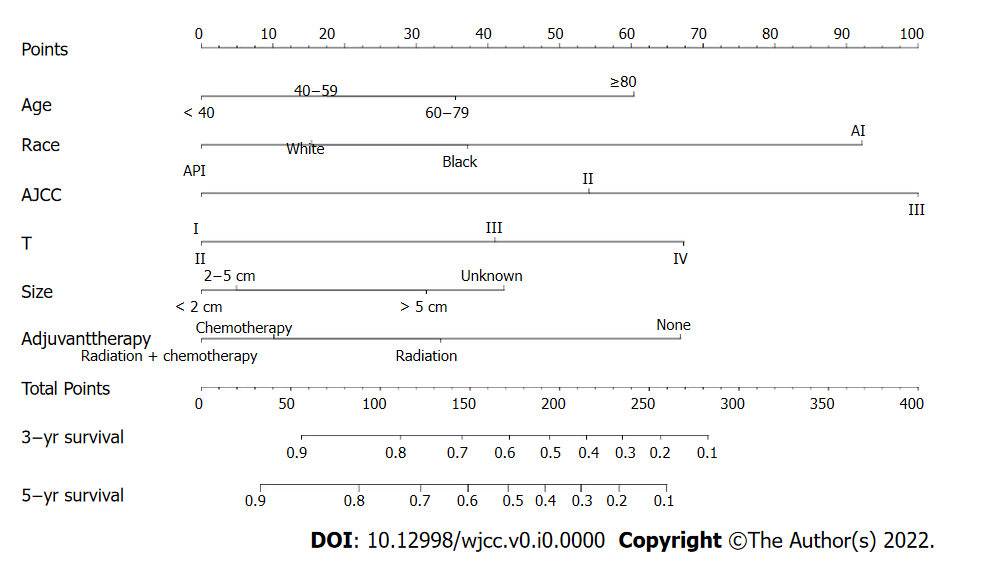 Points 0 10 20 30 40 50 60 70 80 90 100
Age < 40 40–59 60–79 ≥80
Race API White Black AI
AJCC I II III
T II III IV
Size < 2 cm 2–5 cm > 5 cm Unknown
Adjuvanttherapy Radiation + chemotherapy Chemotherapy Radiation None
Total Points 0 50 100 150 200 250 300 350 400
3–yr survival 0.9 0.8 0.7 0.6 0.5 0.4 0.3 0.2 0.1
5–yr survival 0.9 0.8 0.7 0.6 0.5 0.4 0.3 0.2 0.1
DOI: 10.12998/wjcc.v0.i0.0000 Copyright ©The Author(s) 2022.